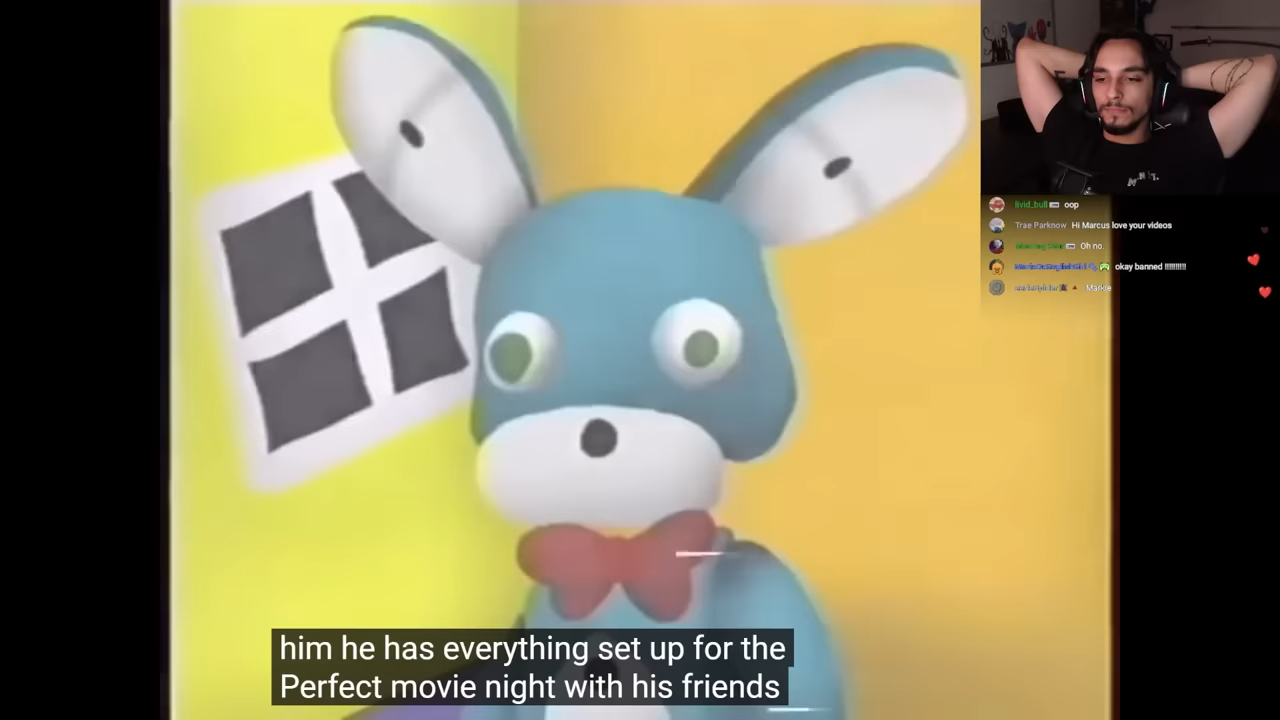 livid_bull oop
Trae Parknow Hi Marcus love your videos
Oh no.
okay banned !!!!!!!!!!
Markie
him he has everything set up for the
Perfect movie night with his friends